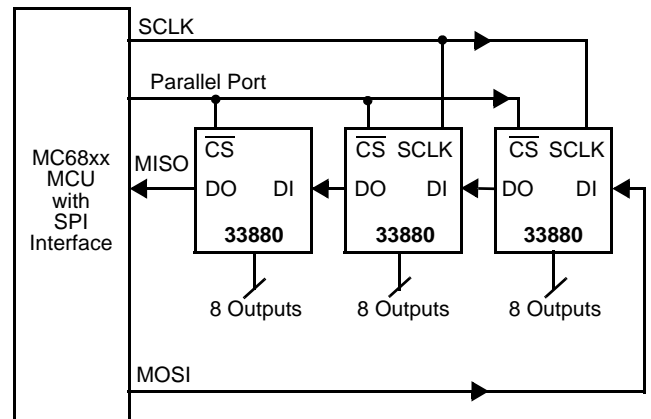 SCLK
Parallel Port
MC68xx
MCU
with
SPI
Interface
MISO
CS
DO DI
33880
8 Outputs
CS SCLK
DO DI
33880
8 Outputs
CS SCLK
DO DI
33880
8 Outputs
MOSI